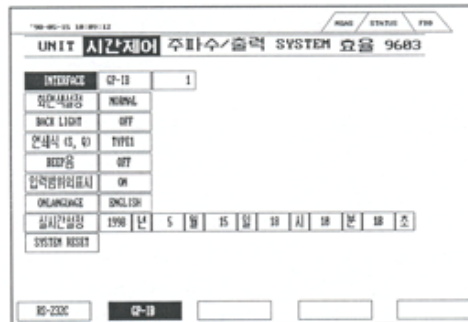 '98-05-15 18:09:12 MEAS STATUS FDD
UNIT 시간제어 주파수/출력 SYSTEM 효율 9603
INTERFACE GP-IB 1
화면색설정 NORMAL
BACK LIGHT OFF
연쇄식 (S, Q) TYPE1
BEEP음 OFF
입력범위외표시 ON
ONLANGUAGE ENGLISH
실시간설정 1998 년 5 월 15 일 18 시 18 분 18 초
SYSTEM RESET
RS-232C GP-IB